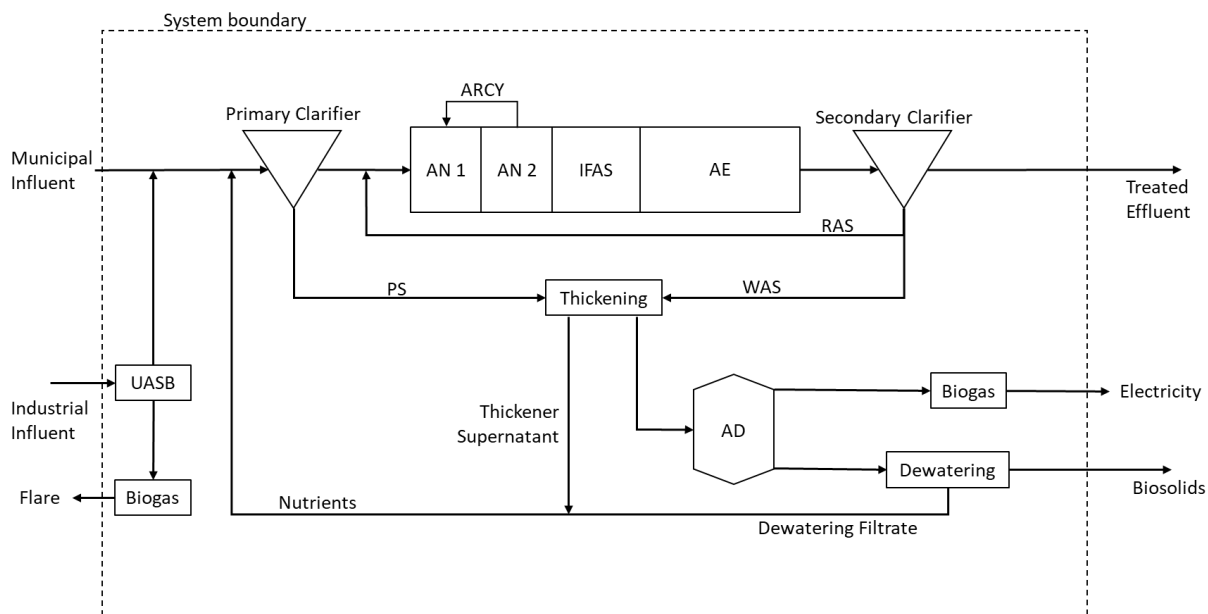 System boundary
ARCY
Primary Clarifier
Secondary Clarifier
Municipal
Influent
AN 1
AN 2
IFAS
AE
Treated
Effluent
RAS
PS
Thickening
WAS
UASB
Industrial
Influent
Thickener
Supernatant
AD
Biogas
Electricity
Dewatering
Biosolids
Flare
Biogas
Nutrients
Dewatering Filtrate